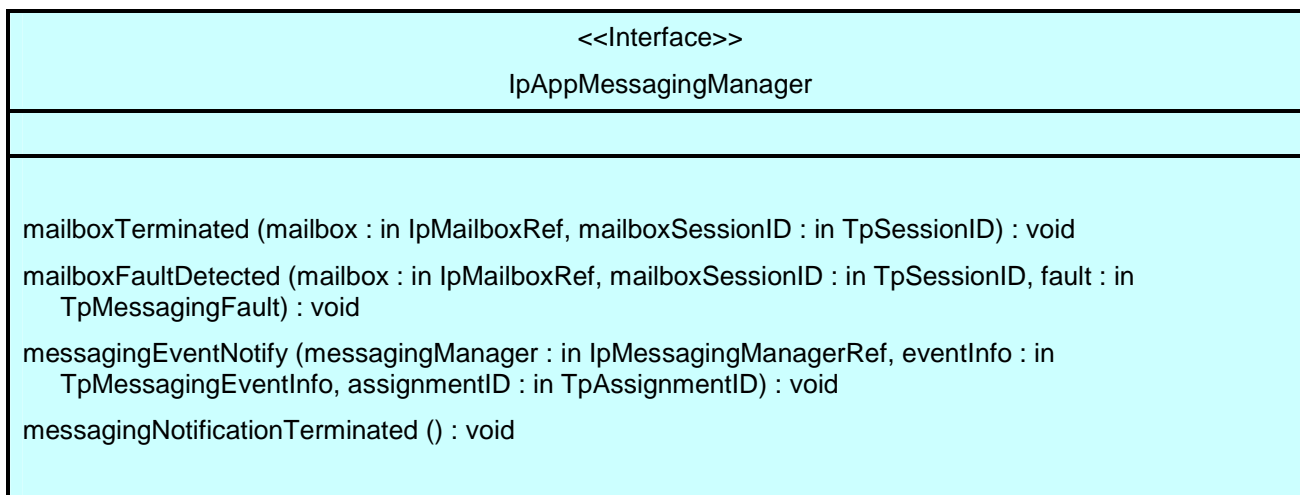 <<Interface>>
IpAppMessagingManager
mailboxTerminated (mailbox : in IpMailboxRef, mailboxSessionID : in TpSessionID) : void
mailboxFaultDetected (mailbox : in IpMailboxRef, mailboxSessionID : in TpSessionID, fault : in
TpMessagingFault) : void
messagingEventNotify (messagingManager : in IpMessagingManagerRef, eventInfo : in
TpMessagingEventInfo, assignmentID : in TpAssignmentID) : void
messagingNotificationTerminated () : void